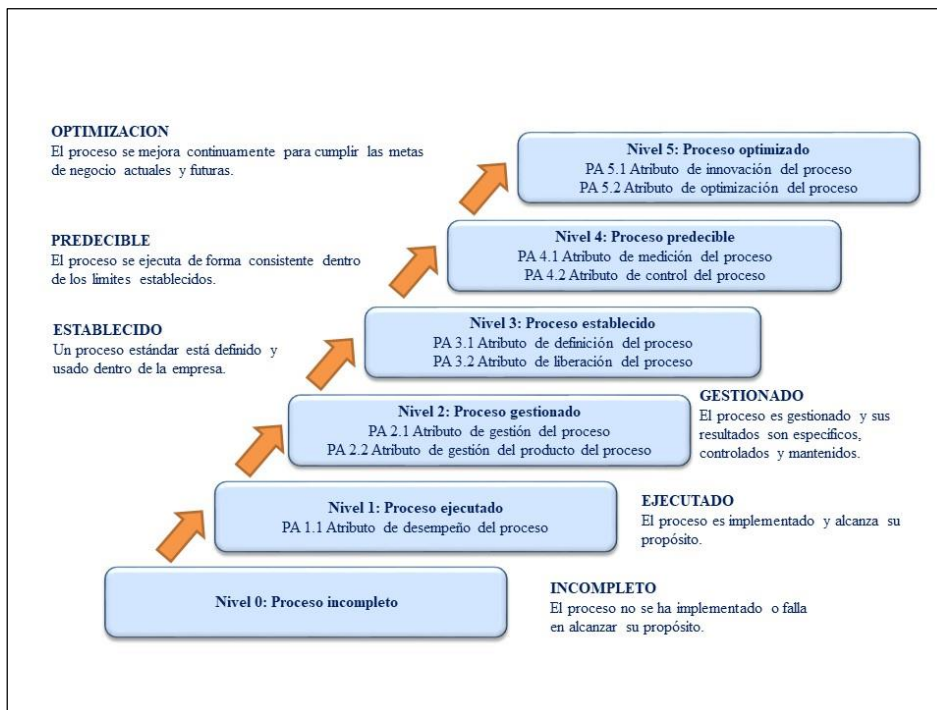 OPTIMIZACION
El proceso se mejora continuamente para cumplir las metas
de negocio actuales y futuras.
Nivel 5: Proceso optimizado
PA 5.1 Atributo de innovación del proceso
PA 5.2 Atributo de optimización del proceso
PREDECIBLE
El proceso se ejecuta de forma consistente dentro
de los limites establecidos.
Nivel 4: Proceso predecible
PA 4.1 Atributo de medición del proceso
PA 4.2 Atributo de control del proceso
ESTABLECIDO
Un proceso estándar está definido y
usado dentro de la empresa.
Nivel 3: Proceso establecido
PA 3.1 Atributo de definición del proceso
PA 3.2 Atributo de liberación del proceso
Nivel 2: Proceso gestionado
PA 2.1 Atributo de gestión del proceso
PA 2.2 Atributo de gestión del producto del proceso
GESTIONADO
El proceso es gestionado y sus
resultados son específicos,
controlados y mantenidos.
Nivel 1: Proceso ejecutado
PA 1.1 Atributo de desempeño del proceso
EJECUTADO
El proceso es implementado y alcanza su
propósito.
Nivel 0: Proceso incompleto
INCOMPLETO
El proceso no se ha implementado o falla
en alcanzar su propósito.